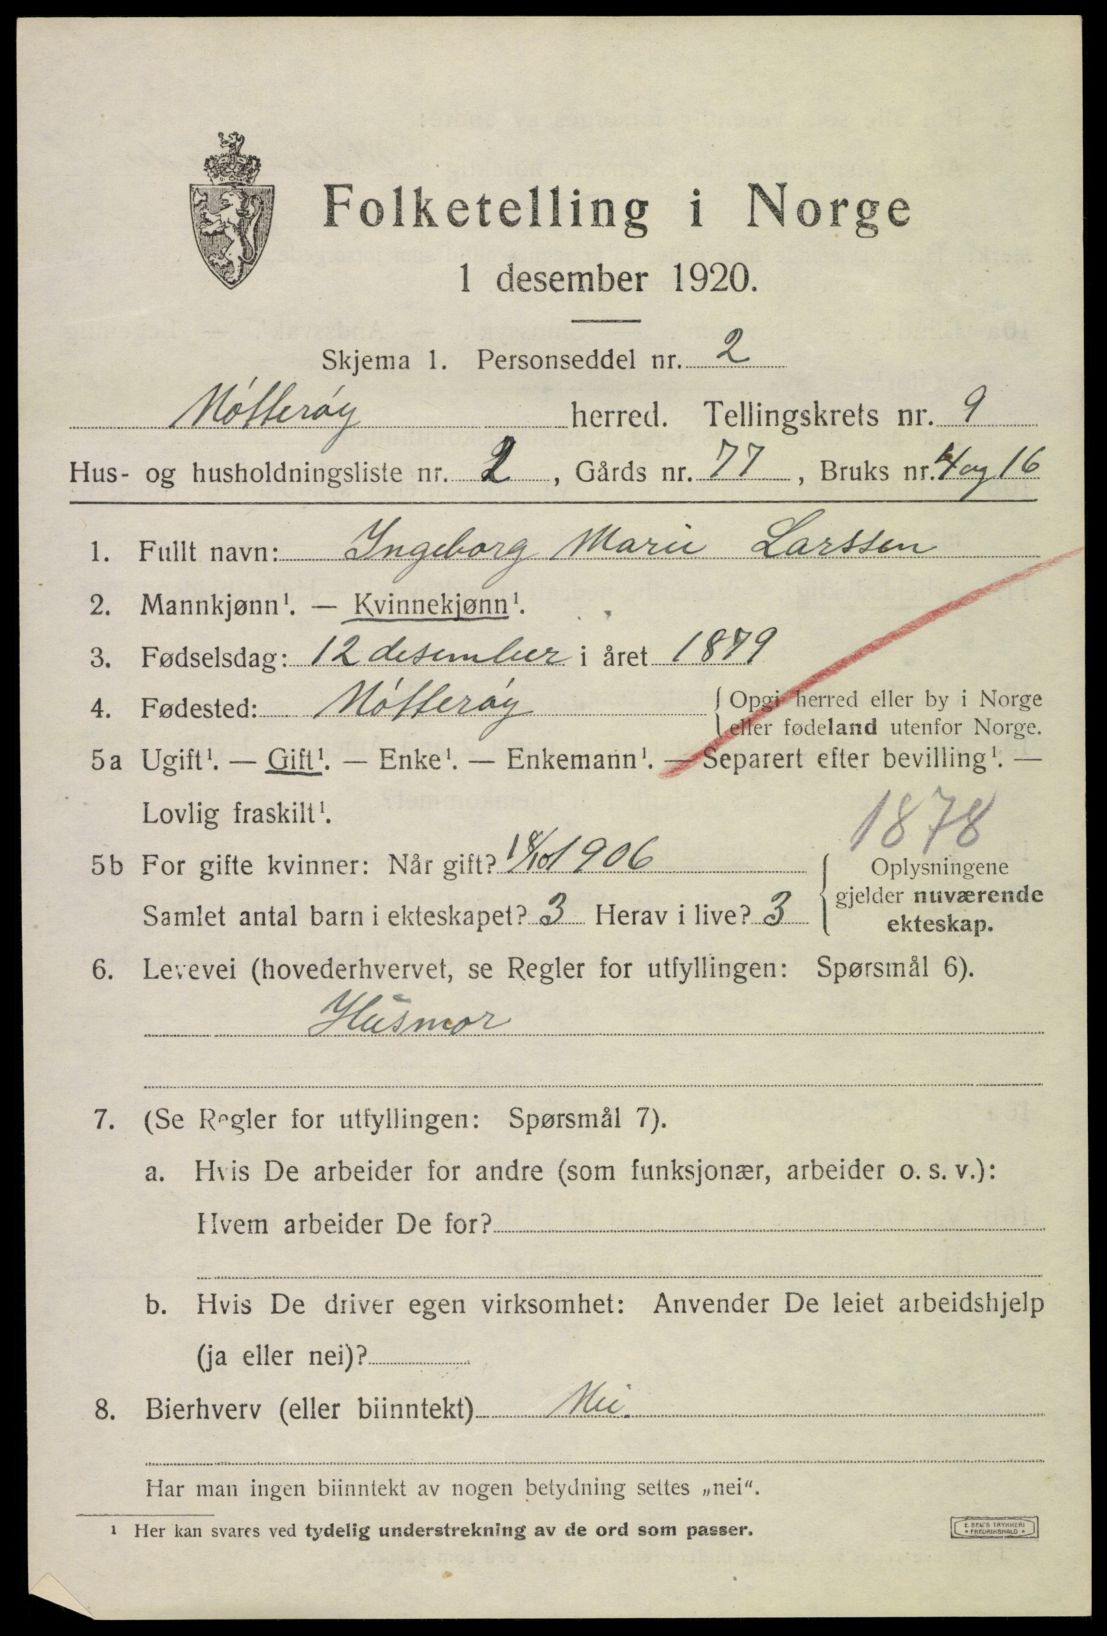 Folketelling i Norge
1 desember 1920.
Skjema 1. Personseddel nr. 2
Nötterøy herred. Tellingskrets nr. 9
Hus- og husholdningsliste nr. 2, Gårds nr. 77, Bruks nr. 4 og 16
1. Fullt navn: Ingeborg Marie Larssen
2. Mannkjønn¹. — Kvinnekjønn¹.
3. Fødselsdag: 12 desember i året 1879
4. Fødested: Nötterøy { Opgi herred eller by i Norge
eller fødeland utenfor Norge.
5a Ugift¹. — Gift¹. — Enke¹. — Enkemann¹. — Separert efter bevilling¹. —
Lovlig fraskilt¹.
1878
5b For gifte kvinner: Når gift? 18/10 1906
Samlet antal barn i ekteskapet? 3 Herav i live? 3
{ Oplysningene
gjelder nuværende
ekteskap.
6. Levevei (hovederhvervet, se Regler for utfyllingen: Spørsmål 6).
Husmor
7. (Se Regler for utfyllingen: Spørsmål 7).
a. Hvis De arbeider for andre (som funksjonær, arbeider o. s. v.):
Hvem arbeider De for?
b. Hvis De driver egen virksomhet: Anvender De leiet arbeidshjelp
(ja eller nei)?
8. Bierhverv (eller biinntekt) Nei.
Har man ingen biinntekt av nogen betydning settes „nei“.
¹ Her kan svares ved tydelig understrekning av de ord som passer.
E. SEM'S TRYKKERI
FREDRIKSHALD